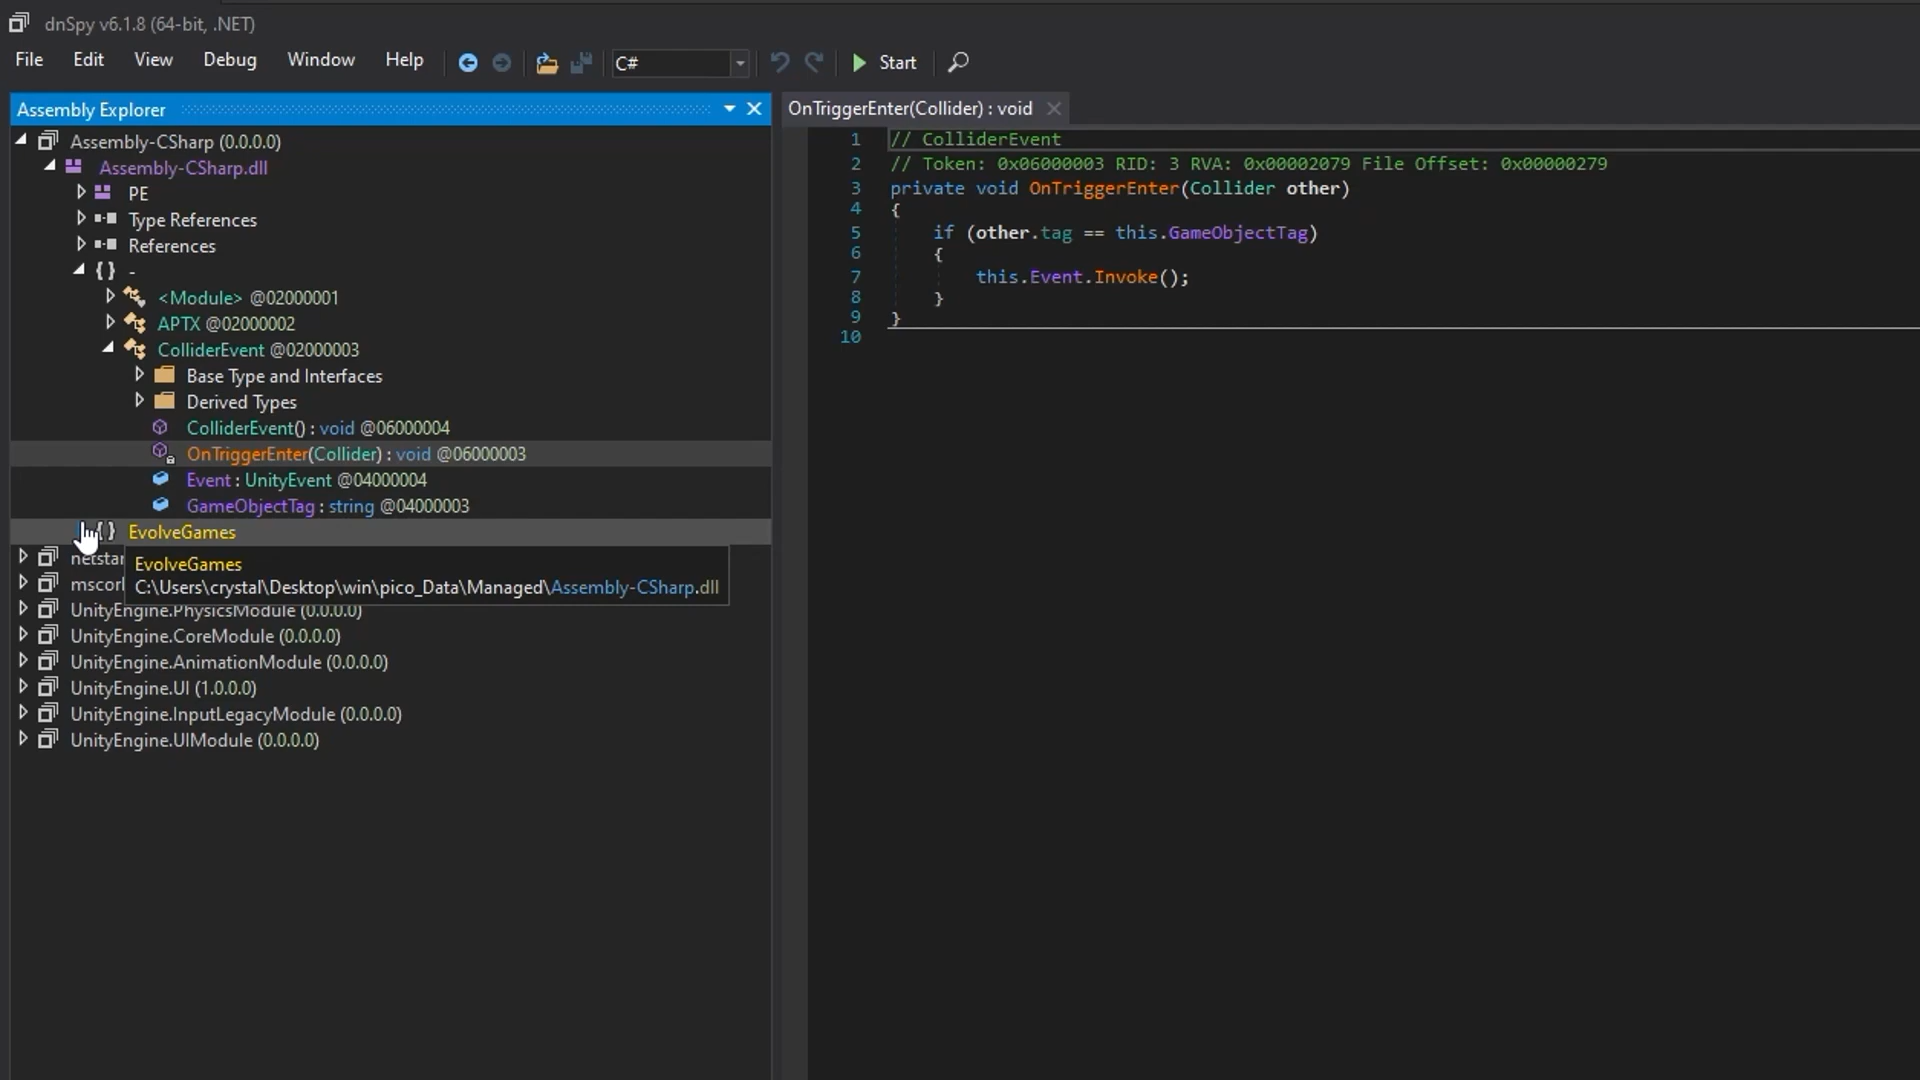 dnSpy v6.1.8 (64-bit, .NET)
File Edit View Debug Window Help C# Start
Assembly Explorer
Assembly-CSharp (0.0.0.0)
Assembly-CSharp.dll
PE
Type References
References
{ } -
<Module> @02000001
APTX @02000002
ColliderEvent @02000003
Base Type and Interfaces
Derived Types
ColliderEvent() : void @06000004
OnTriggerEnter(Collider) : void @06000003
Event : UnityEvent @04000004
GameObjectTag : string @04000003
{ } EvolveGames
EvolveGames
C:\Users\crystal\Desktop\win\pico_Data\Managed\Assembly-CSharp.dll
UnityEngine.PhysicsModule (0.0.0.0)
UnityEngine.CoreModule (0.0.0.0)
UnityEngine.AnimationModule (0.0.0.0)
UnityEngine.UI (1.0.0.0)
UnityEngine.InputLegacyModule (0.0.0.0)
UnityEngine.UIModule (0.0.0.0)
OnTriggerEnter(Collider) : void
1 // ColliderEvent
2 // Token: 0x06000003 RID: 3 RVA: 0x00002079 File Offset: 0x00000279
3 private void OnTriggerEnter(Collider other)
4 {
5 if (other.tag == this.GameObjectTag)
6 {
7 this.Event.Invoke();
8 }
9 }
10